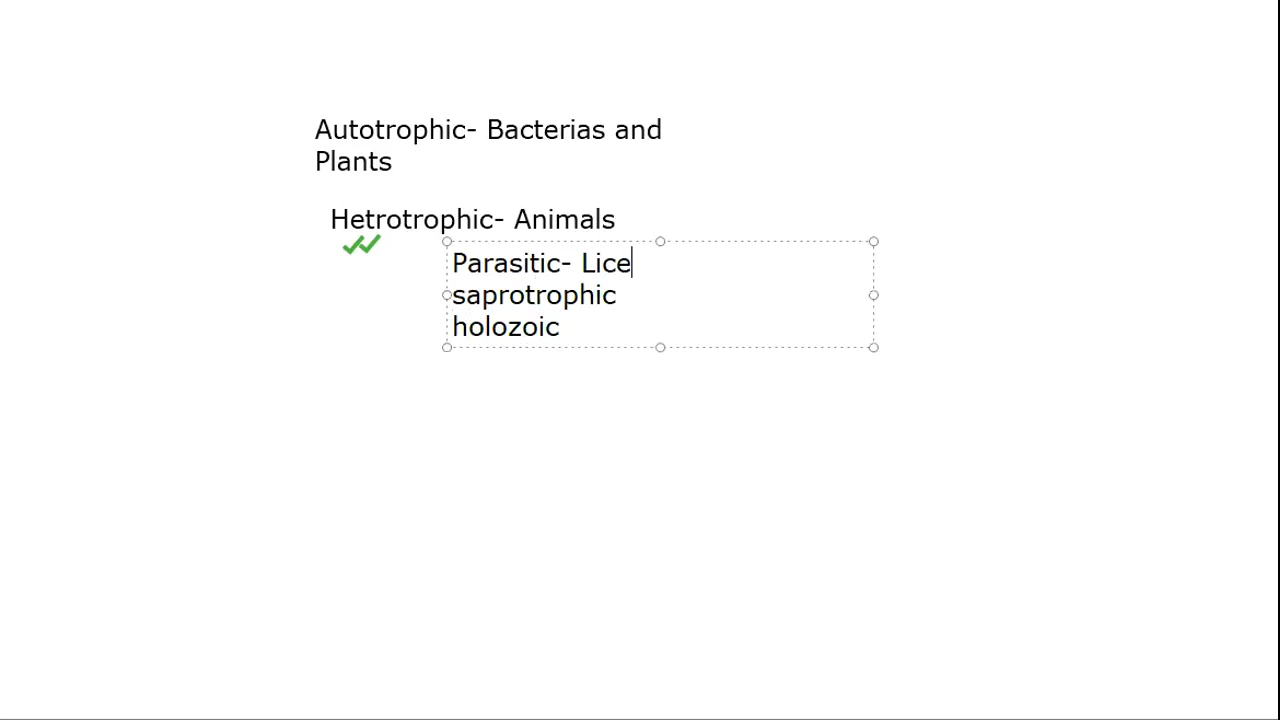 Autotrophic- Bacterias and
Plants
Hetrotrophic- Animals
Parasitic- Lice
saprotrophic
holozoic